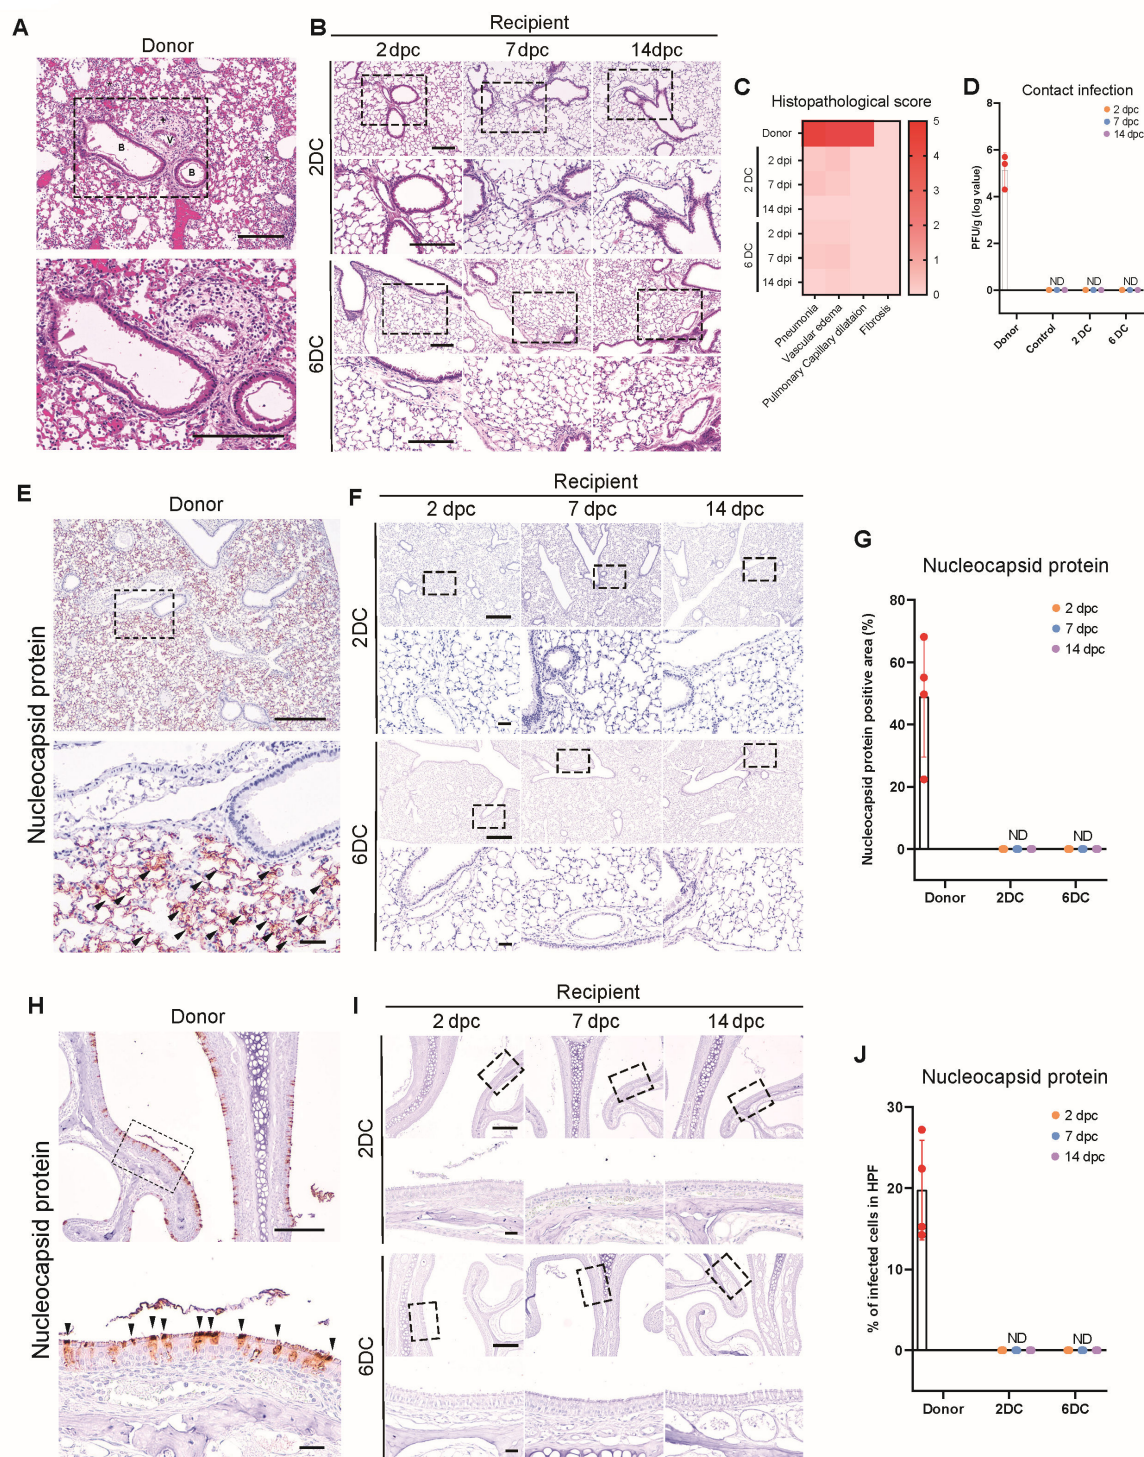 A
Donor
B
V
B
B
Recipient
2 dpc
7 dpc
14 dpc
2DC
6DC
C
Histopathological score
Donor
2 dpi
7 dpi
14 dpi
2 DC
2 dpi
7 dpi
14 dpi
6 DC
Pneumonia
Vascular edema
Pulmonary Capillary dilataion
Fibrosis
5
4
3
2
1
0
D
Contact infection
2 dpc
7 dpc
14 dpc
PFU/g (log value)
8
6
4
2
0
ND
ND
ND
Donor
Control
2 DC
6 DC
E
Donor
Nucleocapsid protein
F
Recipient
2 dpc
7 dpc
14 dpc
2DC
6DC
G
Nucleocapsid protein
2 dpc
7 dpc
14 dpc
Nucleocapsid protein positive area (%)
80
60
40
20
0
ND
ND
Donor
2DC
6DC
H
Donor
Nucleocapsid protein
Nucleocapsid protein
I
Recipient
2 dpc
7 dpc
14 dpc
2DC
6DC
J
Nucleocapsid protein
2 dpc
7 dpc
14 dpc
% of infected cells in HPF
30
20
10
0
ND
ND
Donor
2DC
6DC